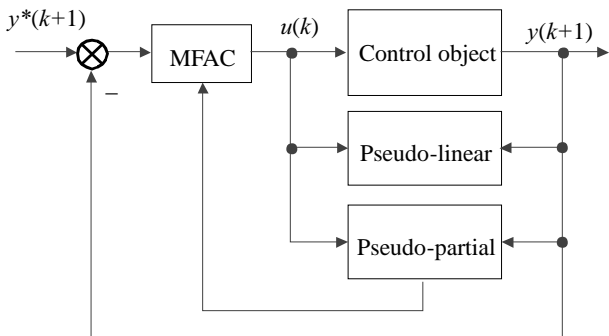 y*(k+1)
MFAC
u(k)
Control object
y(k+1)
−
Pseudo-linear
Pseudo-partial